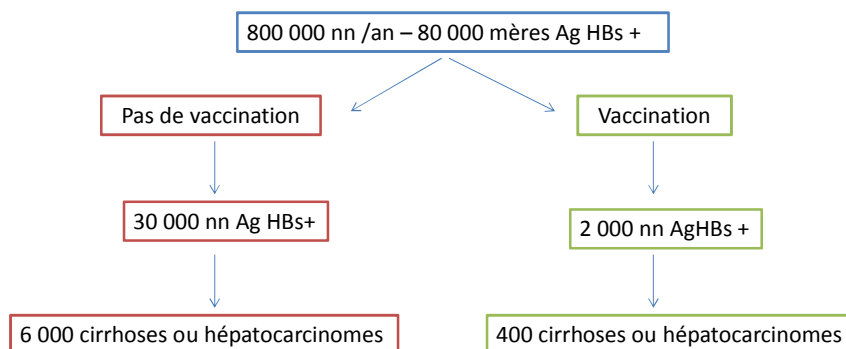 800 000 nn /an – 80 000 mères Ag HBs +
Pas de vaccination
Vaccination
30 000 nn Ag HBs+
2 000 nn AgHBs +
6 000 cirrhoses ou hépatocarcinomes
400 cirrhoses ou hépatocarcinomes